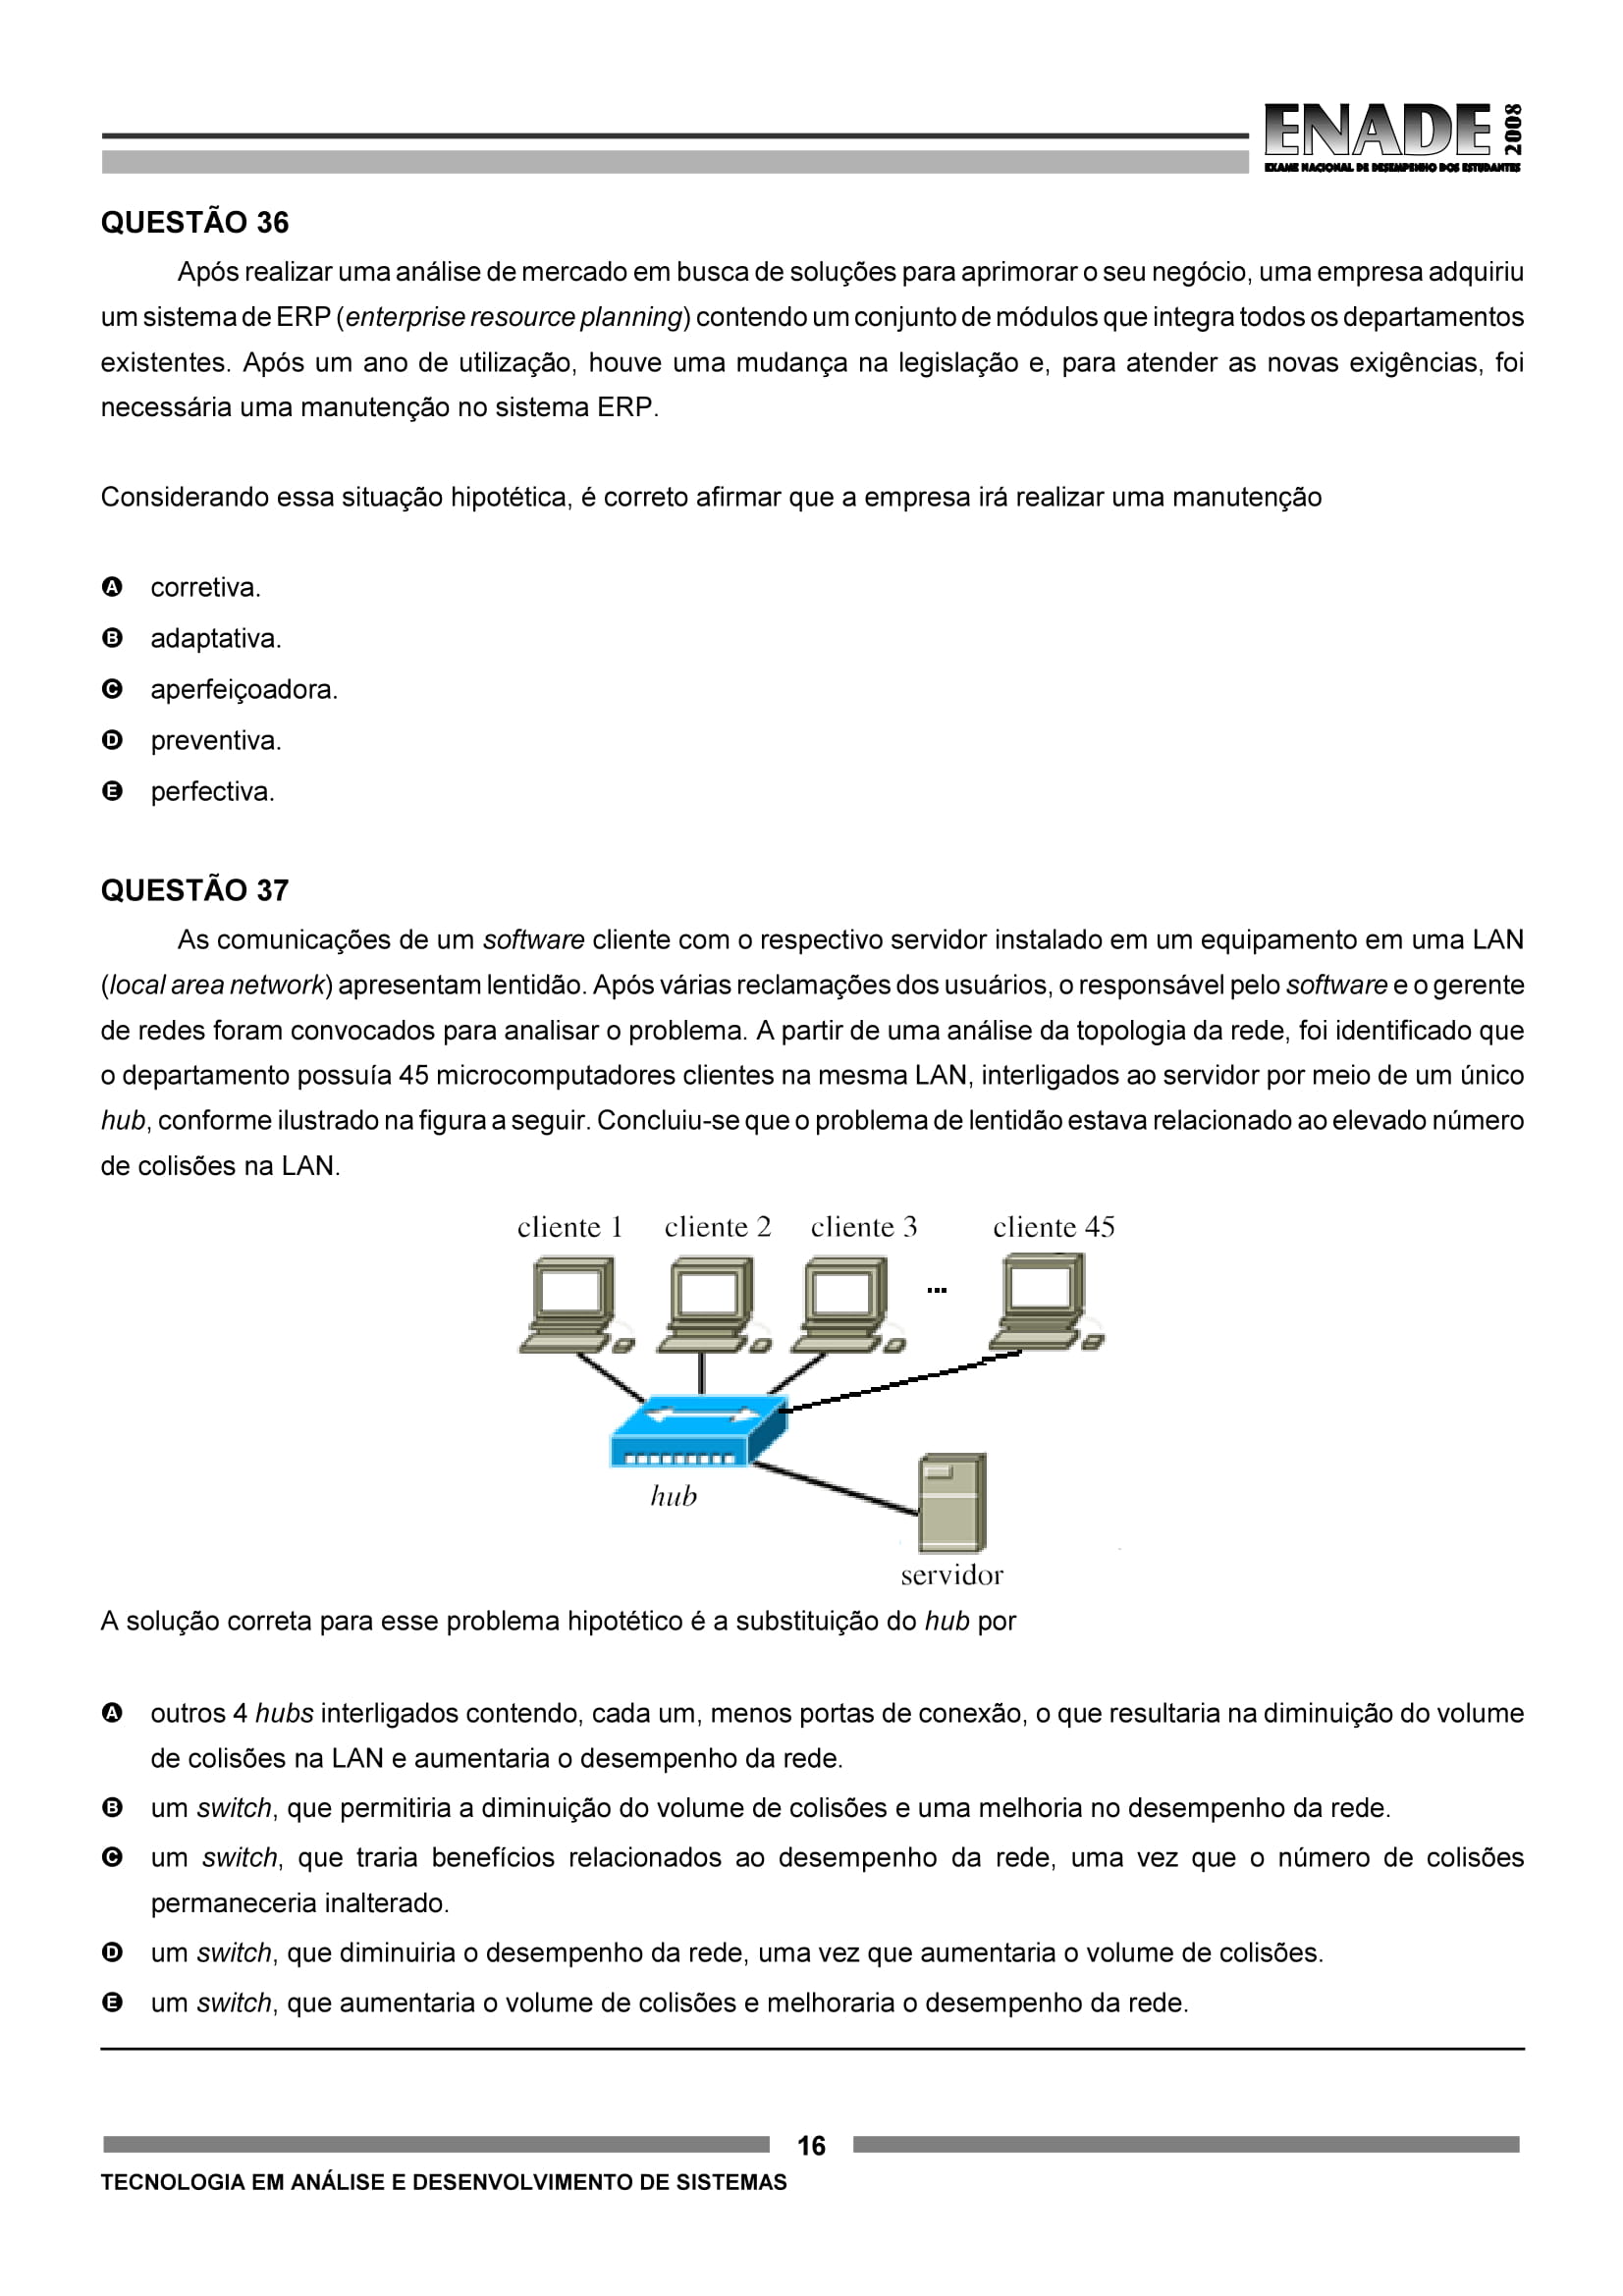 ENADE 2008
EXAME NACIONAL DE DESEMPENHO DOS ESTUDANTES
QUESTÃO 36
Após realizar uma análise de mercado em busca de soluções para aprimorar o seu negócio, uma empresa adquiriu
um sistema de ERP (enterprise resource planning) contendo um conjunto de módulos que integra todos os departamentos
existentes. Após um ano de utilização, houve uma mudança na legislação e, para atender as novas exigências, foi
necessária uma manutenção no sistema ERP.
Considerando essa situação hipotética, é correto afirmar que a empresa irá realizar uma manutenção
A corretiva.
B adaptativa.
C aperfeiçoadora.
D preventiva.
E perfectiva.
QUESTÃO 37
As comunicações de um software cliente com o respectivo servidor instalado em um equipamento em uma LAN
(local area network) apresentam lentidão. Após várias reclamações dos usuários, o responsável pelo software e o gerente
de redes foram convocados para analisar o problema. A partir de uma análise da topologia da rede, foi identificado que
o departamento possuía 45 microcomputadores clientes na mesma LAN, interligados ao servidor por meio de um único
hub, conforme ilustrado na figura a seguir. Concluiu-se que o problema de lentidão estava relacionado ao elevado número
de colisões na LAN.
cliente 1 cliente 2 cliente 3 cliente 45
...
hub
servidor
A solução correta para esse problema hipotético é a substituição do hub por
A outros 4 hubs interligados contendo, cada um, menos portas de conexão, o que resultaria na diminuição do volume
de colisões na LAN e aumentaria o desempenho da rede.
B um switch, que permitiria a diminuição do volume de colisões e uma melhoria no desempenho da rede.
C um switch, que traria benefícios relacionados ao desempenho da rede, uma vez que o número de colisões
permaneceria inalterado.
D um switch, que diminuiria o desempenho da rede, uma vez que aumentaria o volume de colisões.
E um switch, que aumentaria o volume de colisões e melhoraria o desempenho da rede.
16
TECNOLOGIA EM ANÁLISE E DESENVOLVIMENTO DE SISTEMAS